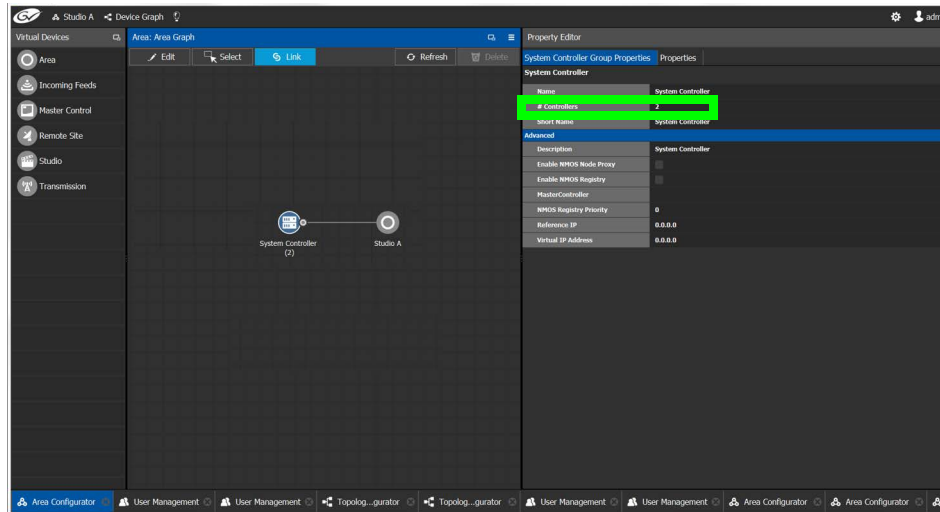 GV Studio A Device Graph adm
Virtual Devices
Area
Incoming Feeds
Master Control
Remote Site
Studio
Transmission
Area: Area Graph
Edit Select Link Refresh Delete
System Controller
(2)
Studio A
Property Editor
System Controller Group Properties Properties
System Controller
Name System Controller
# Controllers 2
Short Name System Controller
Advanced
Description System Controller
Enable NMOS Node Proxy
Enable NMOS Registry
MasterController
NMOS Registry Priority 0
Reference IP 0.0.0.0
Virtual IP Address 0.0.0.0
Area Configurator User Management User Management Topolog...gurator Topolog...gurator User Management User Management Area Configurator Area Configurator